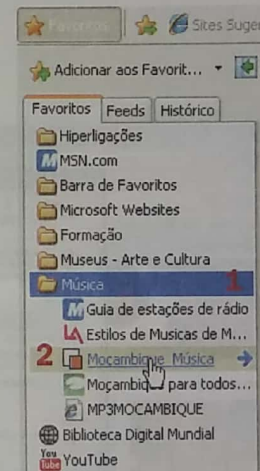 Favoritos Sites Suger
Adicionar aos Favorit...
Favoritos Feeds Histórico
Hiperligações
MSN.com
Barra de Favoritos
Microsoft Websites
Formação
Museus - Arte e Cultura
Música 1
Guia de estações de rádio
Estilos de Musicas de M...
2 Moçambique Música
Moçambique para todos...
MP3MOCAMBIQUE
Biblioteca Digital Mundial
You Tube YouTube